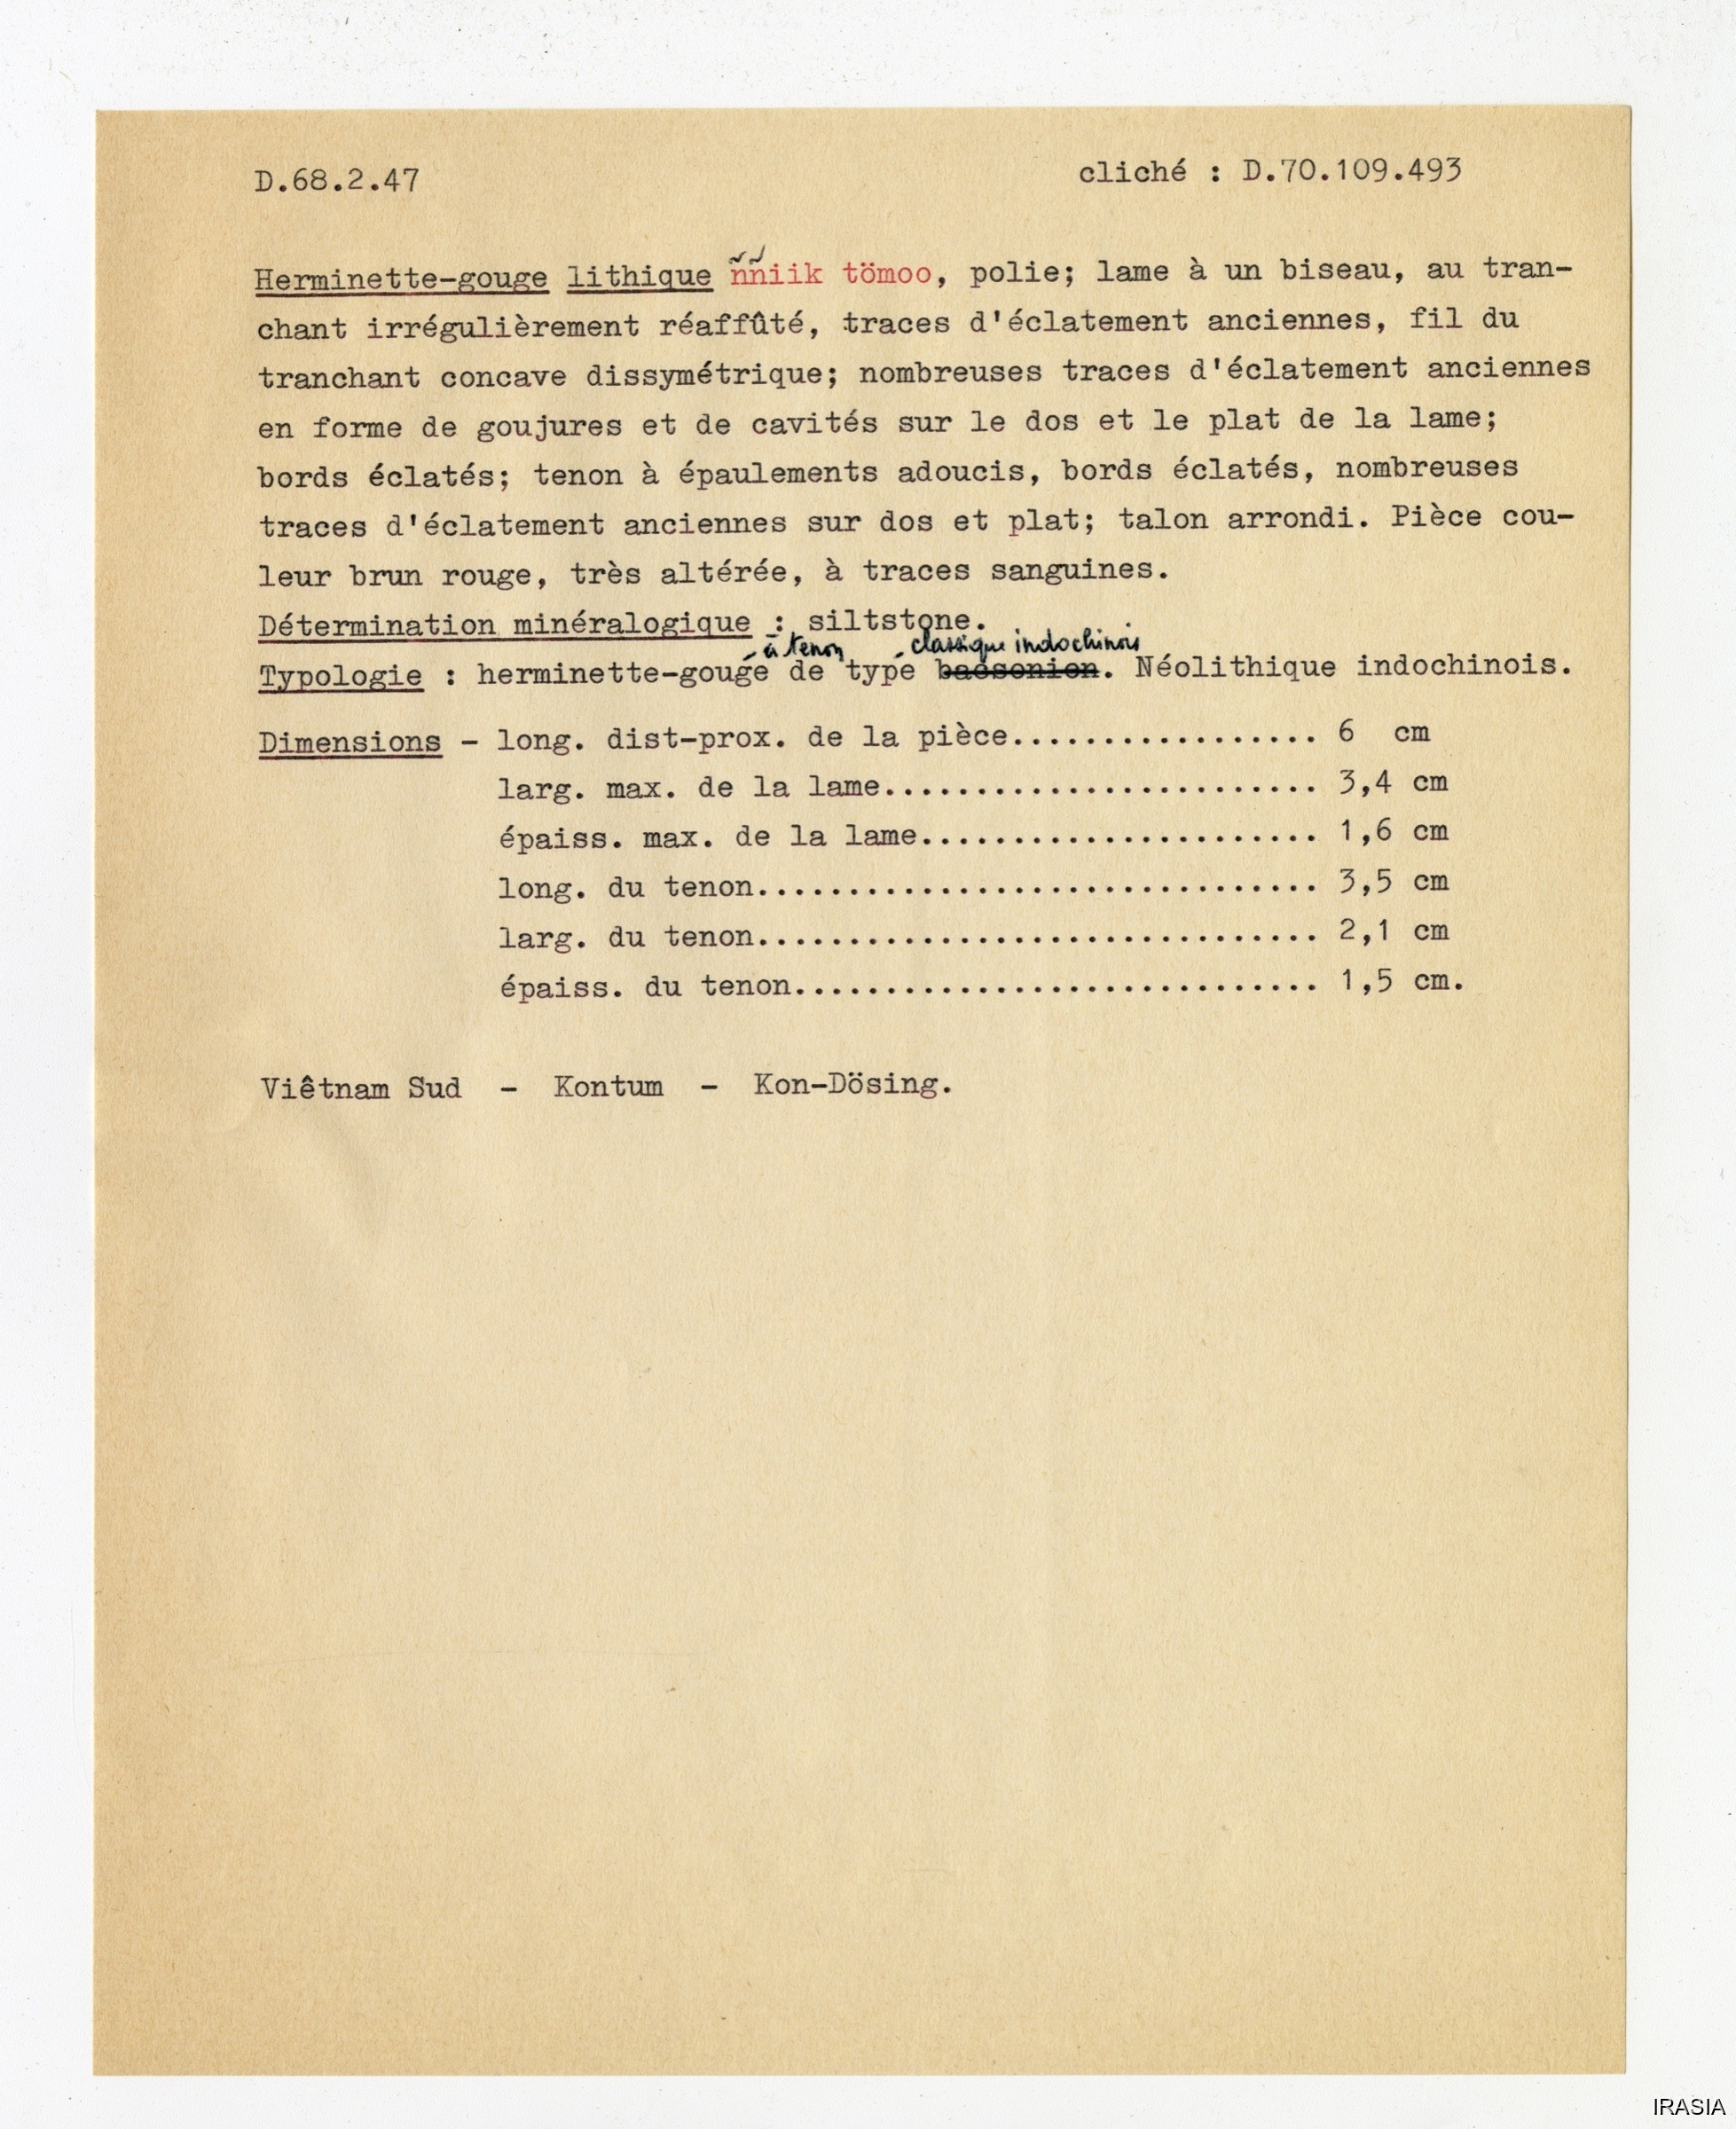 D.68.2.47 cliché : D.70.109.493
Herminette-gouge lithique ñniik tömoo, polie; lame à un biseau, au tran-
chant irrégulièrement réaffûté, traces d'éclatement anciennes, fil du
tranchant concave dissymétrique; nombreuses traces d'éclatement anciennes
en forme de goujures et de cavités sur le dos et le plat de la lame;
bords éclatés; tenon à épaulements adoucis, bords éclatés, nombreuses
traces d'éclatement anciennes sur dos et plat; talon arrondi. Pièce cou-
leur brun rouge, très altérée, à traces sanguines.
Détermination minéralogique : siltstone.
à tenon classique indochinois
Typologie : herminette-gouge de type bacsonien. Néolithique indochinois.
Dimensions - long. dist-prox. de la pièce................. 6 cm
larg. max. de la lame........................ 3,4 cm
épaiss. max. de la lame...................... 1,6 cm
long. du tenon............................... 3,5 cm
larg. du tenon............................... 2,1 cm
épaiss. du tenon............................. 1,5 cm.
Viêtnam Sud - Kontum - Kon-Dösing.
IRASIA